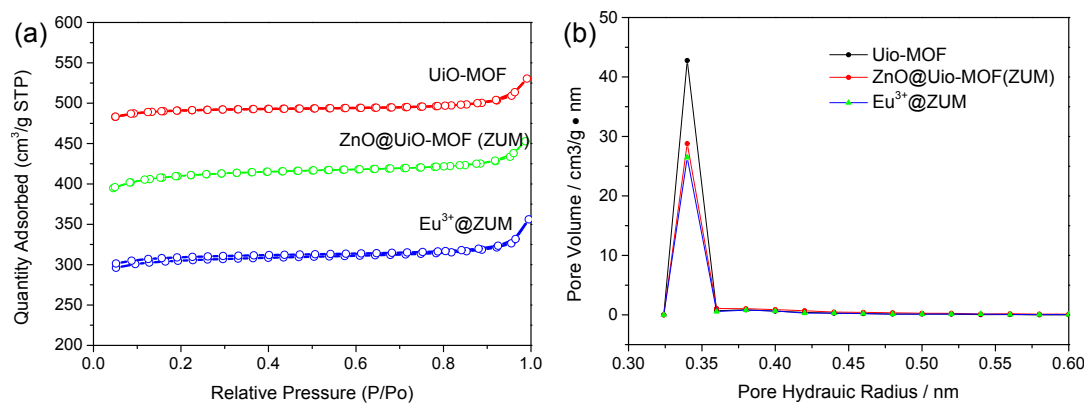 (a)
Quantity Adsorbed (cm³/g STP)
600
550
500
450
400
350
300
250
200
UiO-MOF
ZnO@UiO-MOF (ZUM)
Eu³⁺@ZUM
0.0 0.2 0.4 0.6 0.8 1.0
Relative Pressure (P/Po)
(b)
Pore Volume / cm3/g • nm
50
40
30
20
10
0
Uio-MOF
ZnO@Uio-MOF(ZUM)
Eu³⁺@ZUM
0.30 0.35 0.40 0.45 0.50 0.55 0.60
Pore Hydrauic Radius / nm